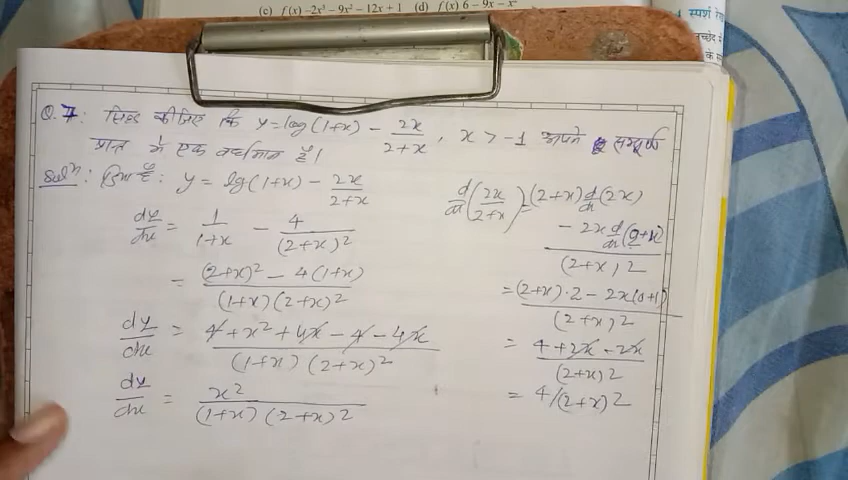 (c) f(x) -2x³ - 9x² - 12x + 1 (d) f(x) 6 - 9x - x²
Q.7: सिद्ध कीजिए कि y = log(1+x) - 2x/(2+x), x > -1 अपने सम्पूर्ण
प्रांत में एक वर्धमान है।
Solⁿ: दिया है: y = log(1+x) - 2x/(2+x)
dy/dx = 1/(1+x) - 4/(2+x)²
= ((2+x)² - 4(1+x))/((1+x)(2+x)²)
dy/dx = (4 + x² + 4x - 4 - 4x)/((1+x)(2+x)²)
dy/dx = x²/((1+x)(2+x)²)
d/dx(2x/(2+x)) = ((2+x) d/dx(2x)
- 2x d/dx(2+x))/(2+x)²
= ((2+x)·2 - 2x(0+1))/(2+x)²
= (4 + 2x - 2x)/(2+x)²
= 4/(2+x)²
स्पर्श
के